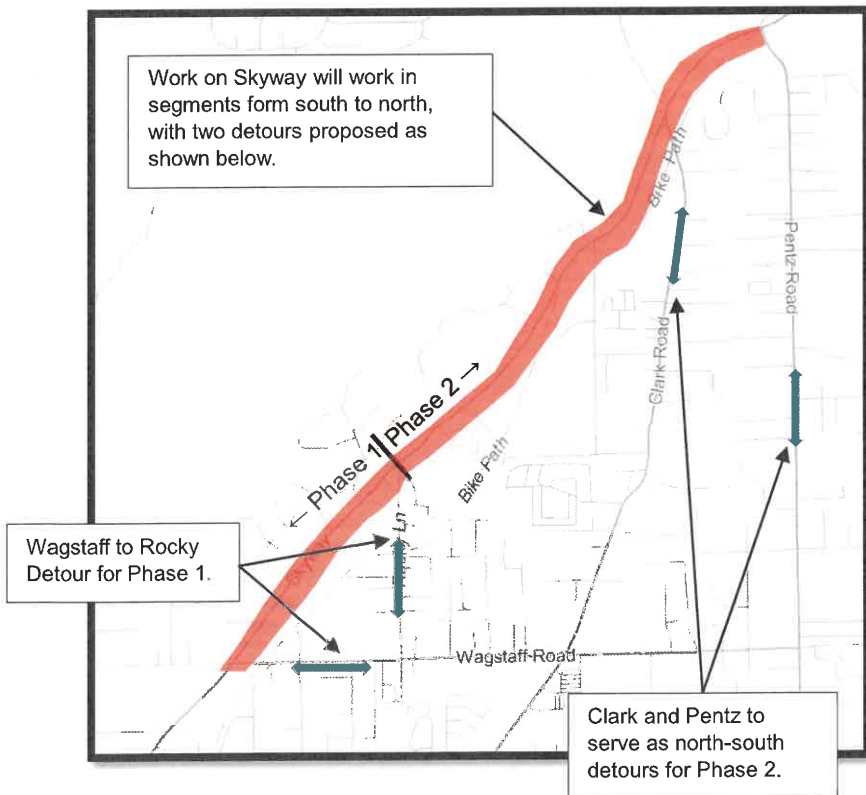 Work on Skyway will work in
segments form south to north,
with two detours proposed as
shown below.
Bike Path
Pentz Road
Clark Road
← Phase 1
Phase 2 →
Bike Path
Ln
Skyway
Wagstaff to Rocky
Detour for Phase 1.
Wagstaff Road
Clark and Pentz to
serve as north-south
detours for Phase 2.